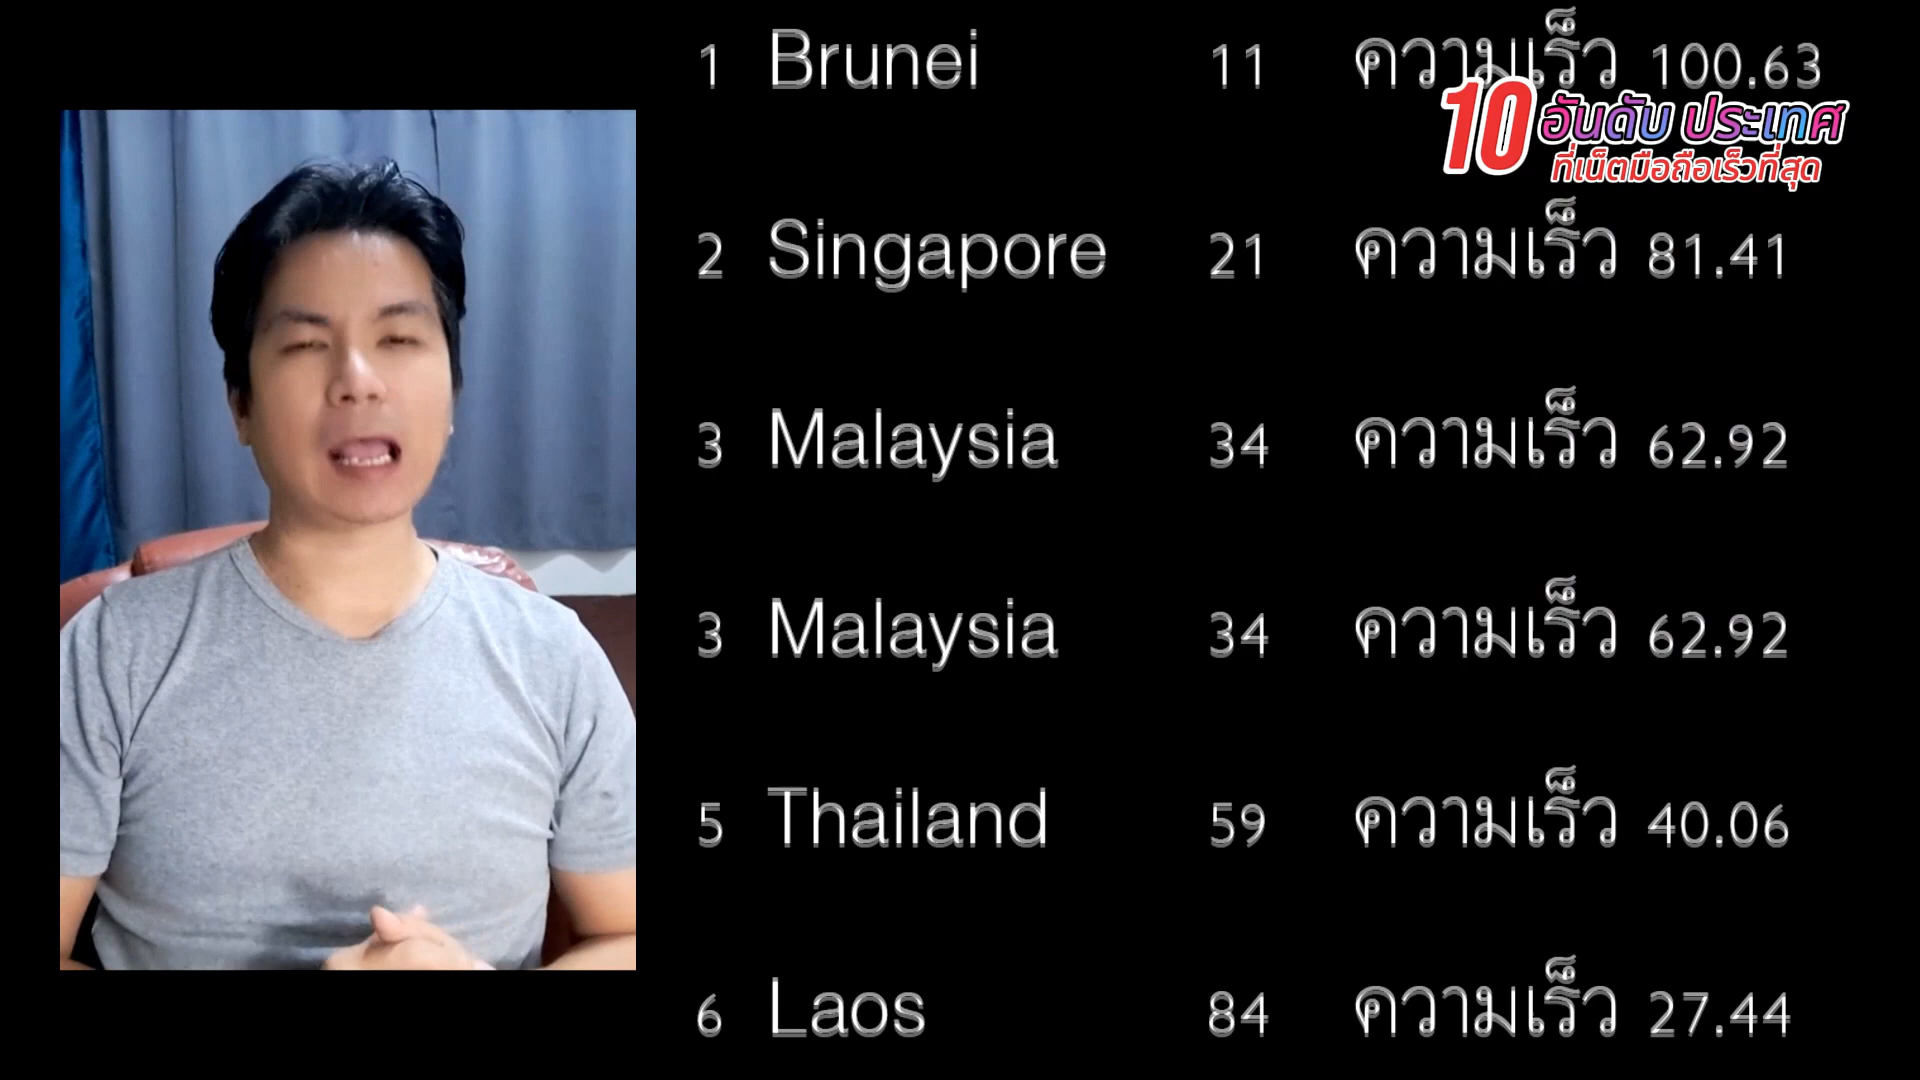 1 Brunei 11 ความเร็ว 100.63
10 อันดับ ประเทศ
ที่เน็ตมือถือเร็วที่สุด
2 Singapore 21 ความเร็ว 81.41
3 Malaysia 34 ความเร็ว 62.92
3 Malaysia 34 ความเร็ว 62.92
5 Thailand 59 ความเร็ว 40.06
6 Laos 84 ความเร็ว 27.44